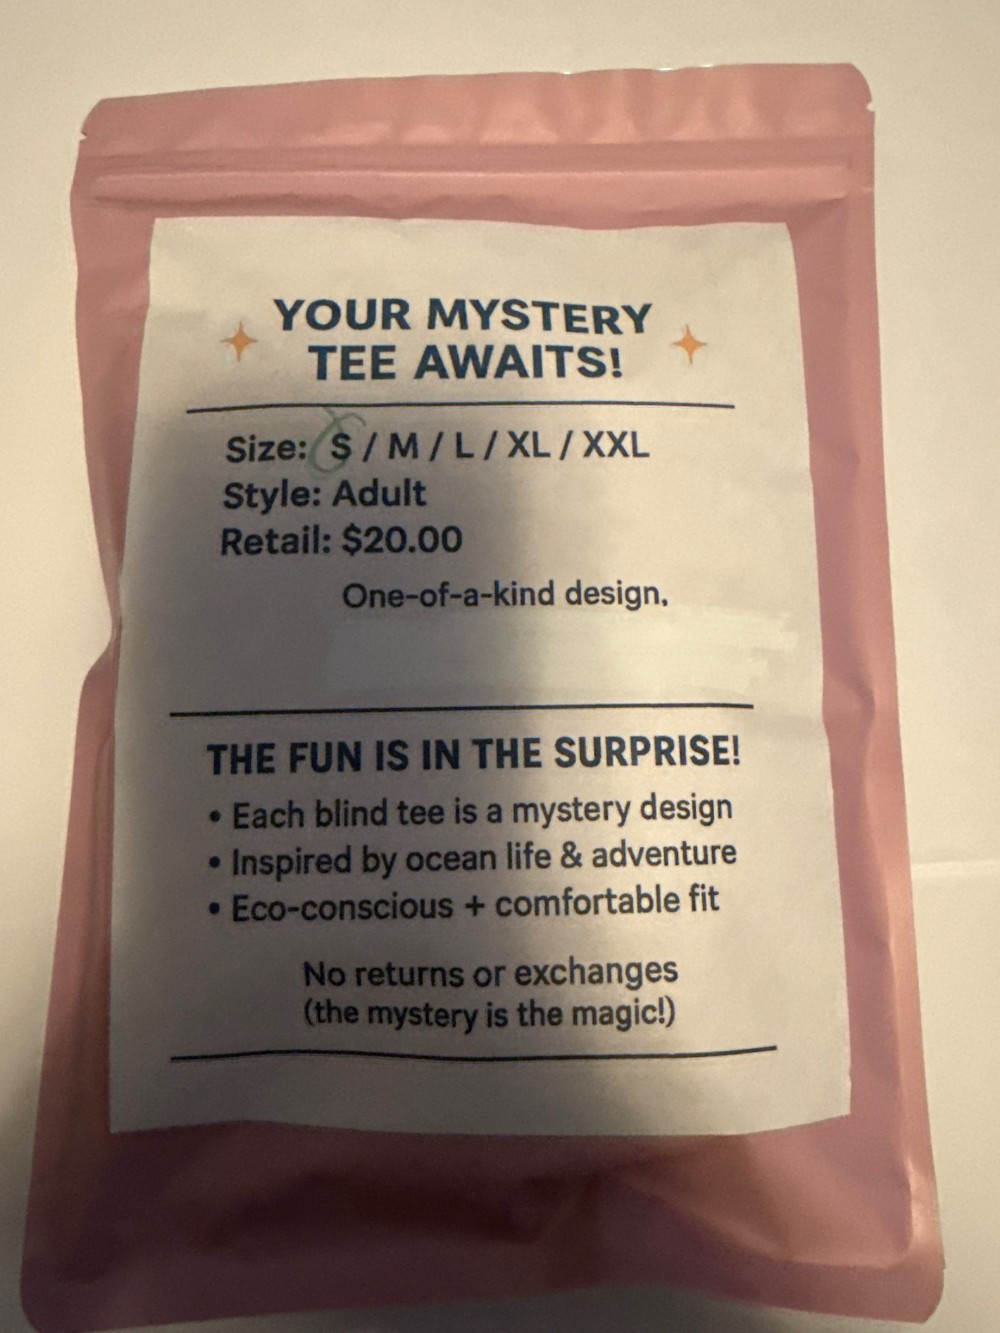 YOUR MYSTERY
TEE AWAITS!
Size: S / M / L / XL / XXL
Style: Adult
Retail: $20.00
One-of-a-kind design.
THE FUN IS IN THE SURPRISE!
• Each blind tee is a mystery design
• Inspired by ocean life & adventure
• Eco-conscious + comfortable fit
No returns or exchanges
(the mystery is the magic!)